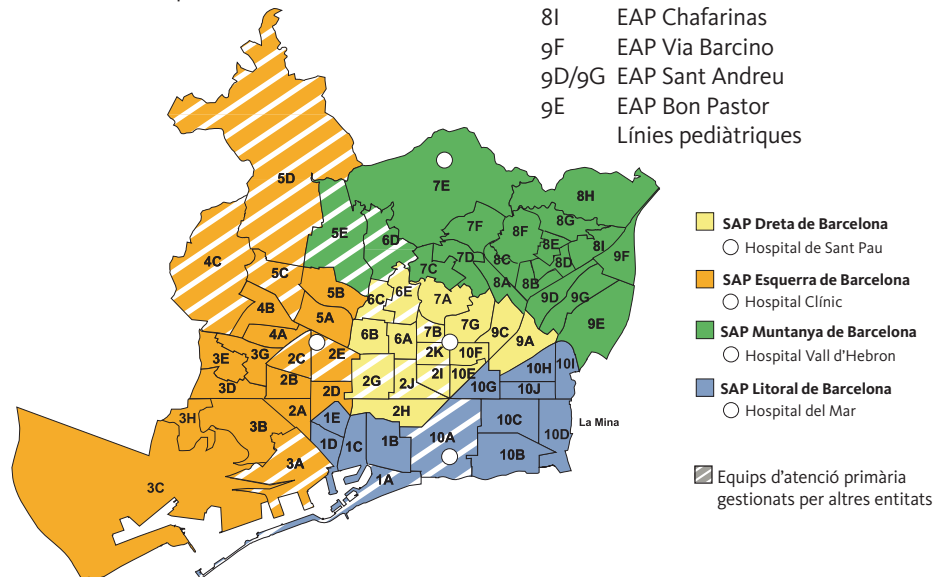 8I EAP Chafarinas
9F EAP Via Barcino
9D/9G EAP Sant Andreu
9E EAP Bon Pastor
Línies pediàtriques
7E
8H
5D
8G
7F
8F
5E
6D
8E
8I
9F
4C
7D
8C
8D
5C
7C
8A
8B
5B
6C
6E
7A
9D
9G
4B
5A
9E
6B
6A
7B
7G
9C
9A
4A
3E
3G
2C
2E
2K
10F
10H
10I
3D
2B
2G
2J
2I
10E
10G
10J
2D
3H
2A
2H
3B
1E
10C
10D
La Mina
1D
1C
1B
10A
10B
3A
3C
1A
SAP Dreta de Barcelona
Hospital de Sant Pau
SAP Esquerra de Barcelona
Hospital Clínic
SAP Muntanya de Barcelona
Hospital Vall d'Hebron
SAP Litoral de Barcelona
Hospital del Mar
Equips d'atenció primària
gestionats per altres entitats